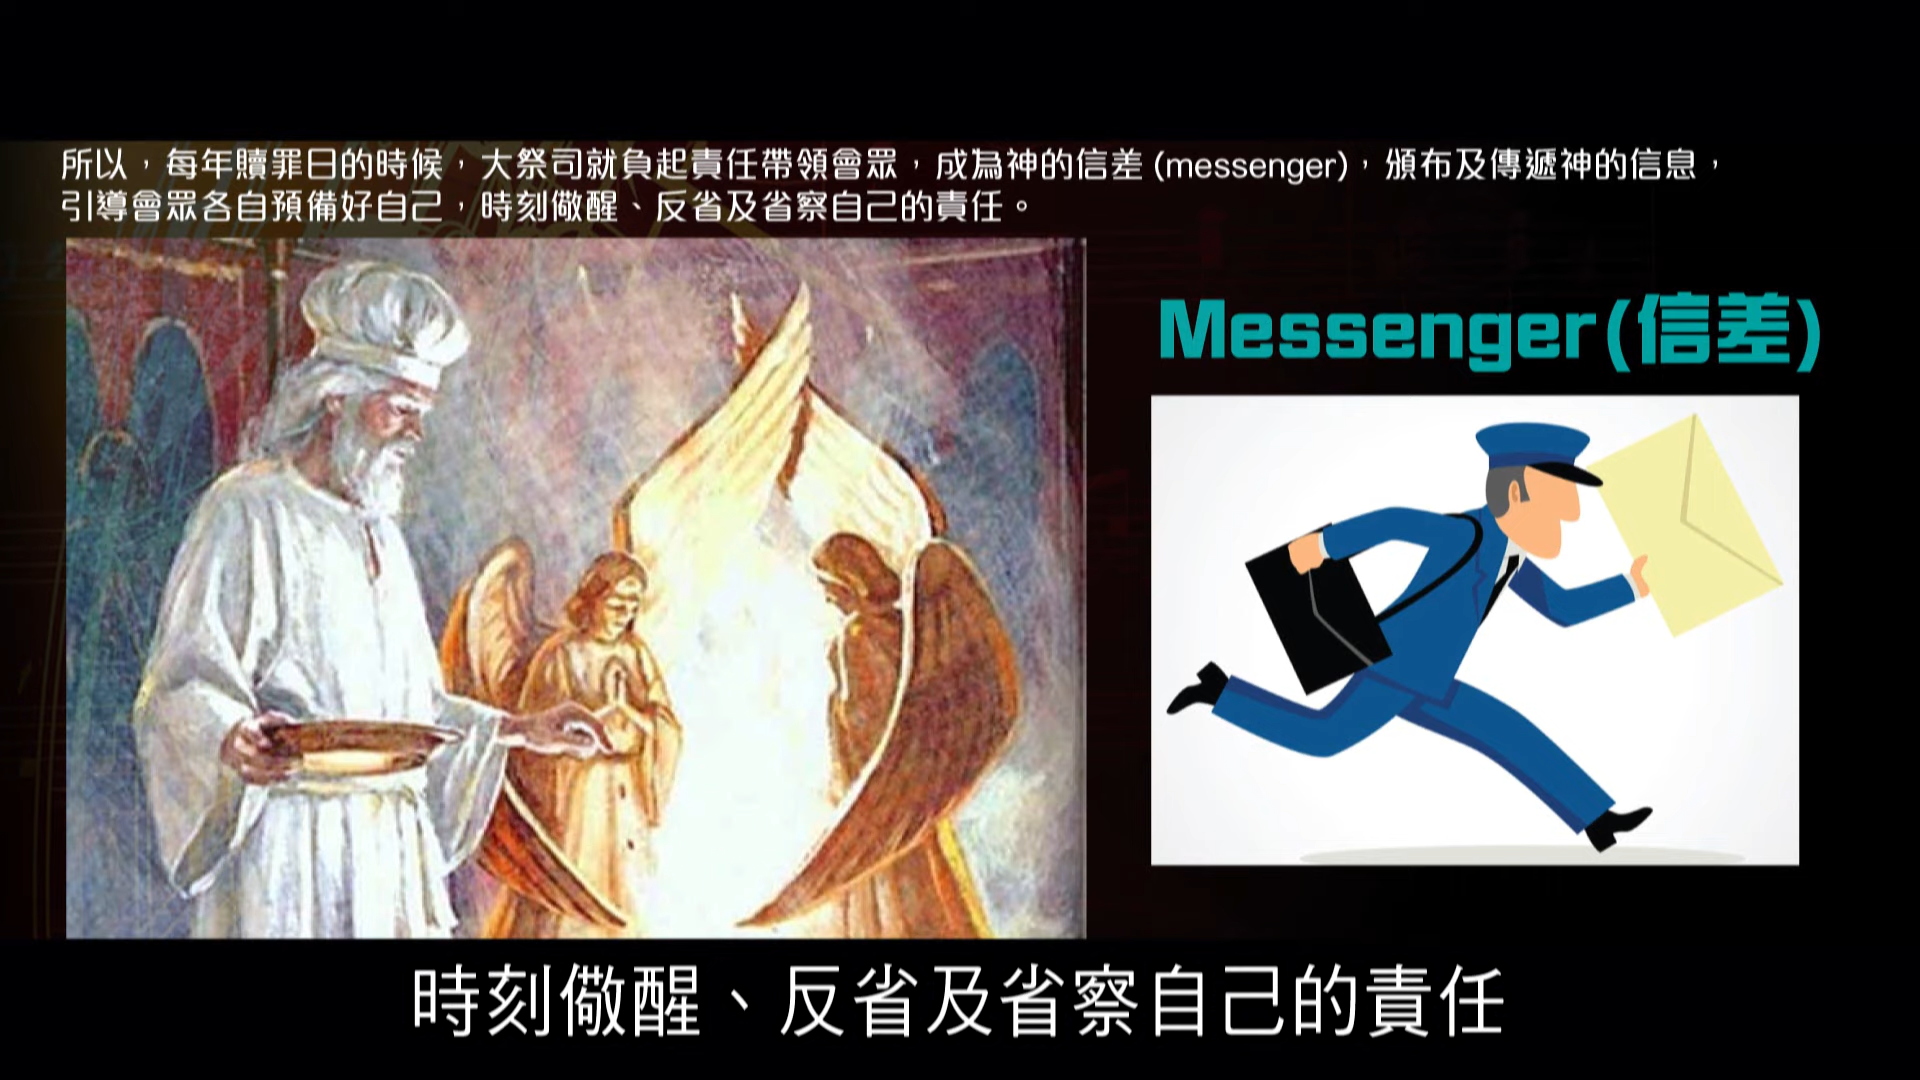 所以，每年贖罪日的時候，大祭司就負起責任帶領會眾，成為神的信差 (messenger)，頒布及傳遞神的信息，
引導會眾各自預備好自己，時刻儆醒、反省及省察自己的責任。
Messenger(信差)
時刻儆醒、反省及省察自己的責任